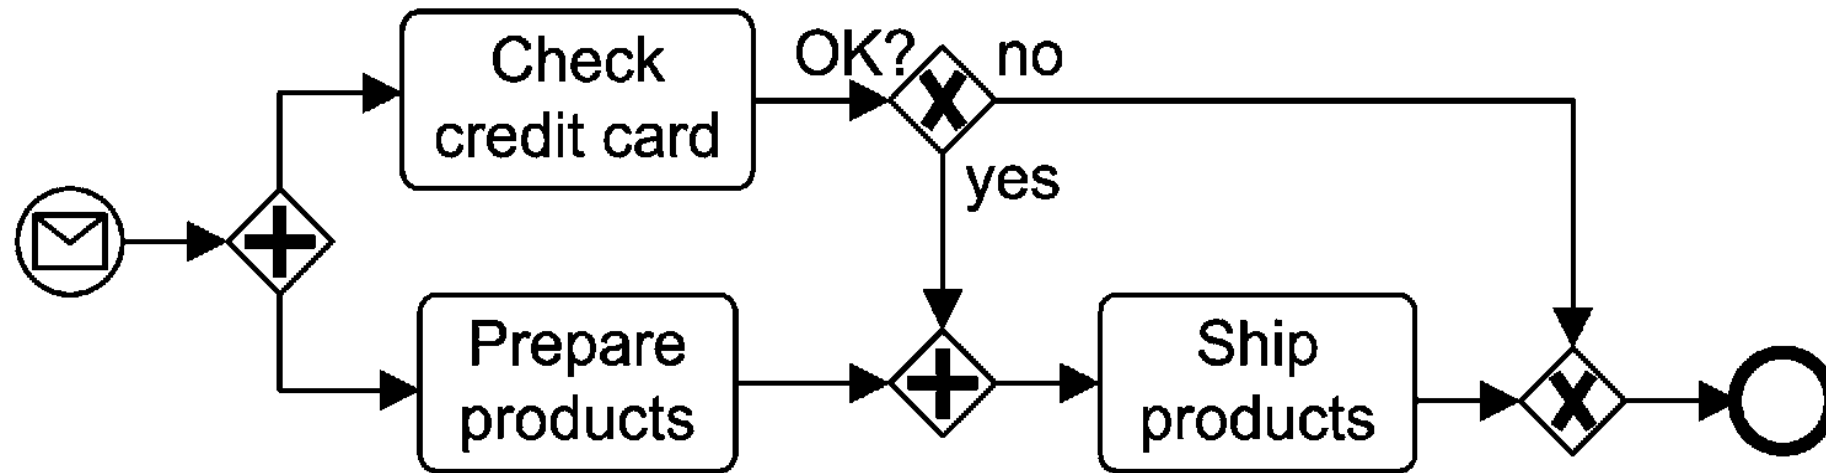 Check
credit card
OK?
no
yes
Prepare
products
Ship
products